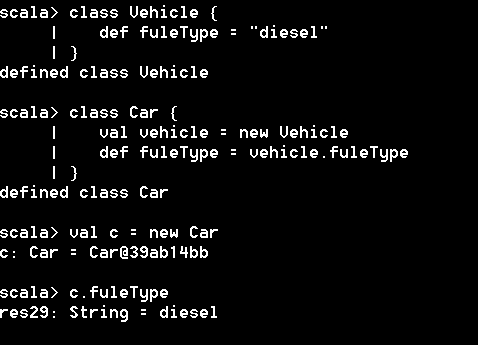 scala> class Vehicle {
     |    def fuleType = "diesel"
     | }
defined class Vehicle

scala> class Car {
     |    val vehicle = new Vehicle
     |    def fuleType = vehicle.fuleType
     | }
defined class Car

scala> val c = new Car
c: Car = Car@39ab14bb

scala> c.fuleType
res29: String = diesel